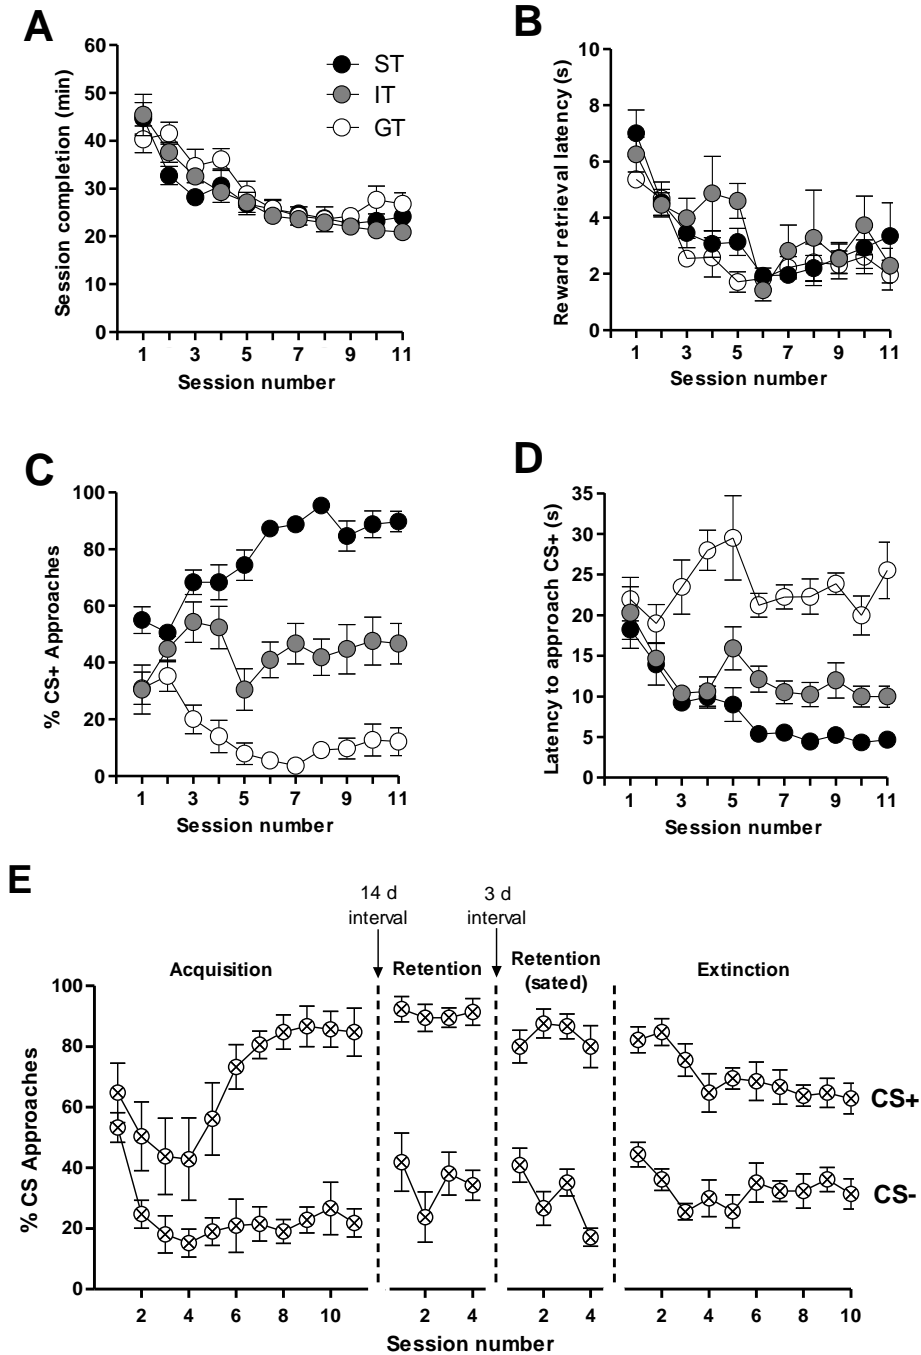 A
60
50
40
30
20
10
0
Session completion (min)
ST
IT
GT
1 3 5 7 9 11
Session number
B
10
8
6
4
2
0
Reward retrieval latency (s)
1 3 5 7 9 11
Session number
C
100
80
60
40
20
0
% CS+ Approaches
1 3 5 7 9 11
Session number
D
35
30
25
20
15
10
5
0
Latency to approach CS+ (s)
1 3 5 7 9 11
Session number
E
14 d
interval
3 d
interval
Acquisition
Retention
Retention
(sated)
Extinction
100
80
60
40
20
0
% CS Approaches
CS+
CS-
2 4 6 8 10 2 4 2 4 2 4 6 8 10
Session number